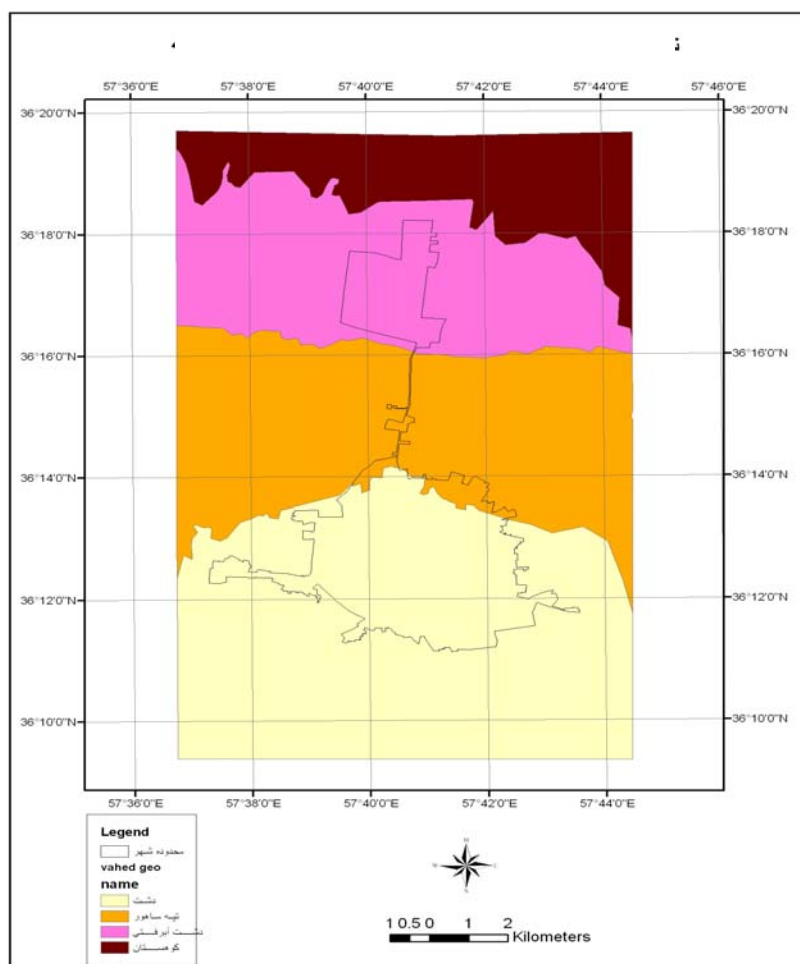 57°36'0"E 57°38'0"E 57°40'0"E 57°42'0"E 57°44'0"E 57°46'0"E
36°20'0"N 36°20'0"N
36°18'0"N 36°18'0"N
36°16'0"N 36°16'0"N
36°14'0"N 36°14'0"N
36°12'0"N 36°12'0"N
36°10'0"N 36°10'0"N
57°36'0"E 57°38'0"E 57°40'0"E 57°42'0"E 57°44'0"E
Legend
محدوده شهر
vahed geo
name
دشت
تپه ساهور
دشت آبرفتی
کوهستان
N
W E
S
1 0.5 0 1 2
Kilometers